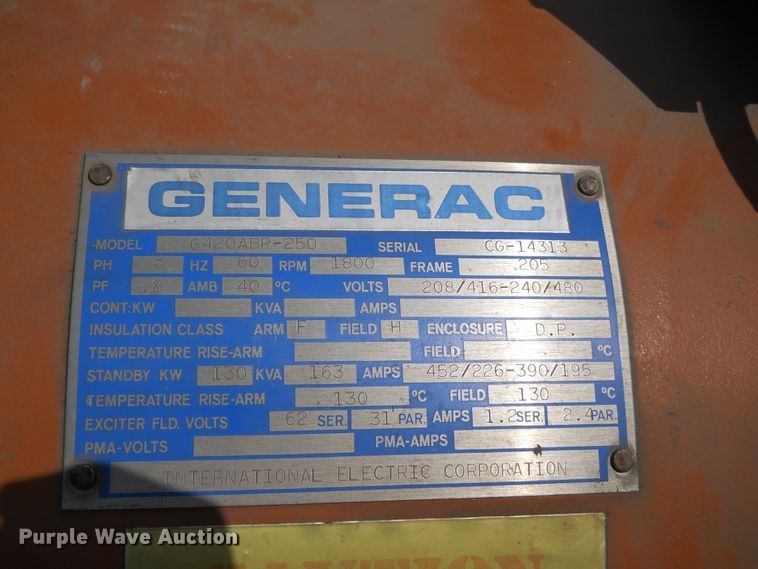 GENERAC
MODEL G420ABP-250 SERIAL CG-14313
PH 3 HZ 60 RPM 1800 FRAME 205
PF .8 AMB 40 °C VOLTS 208/416-240/480
CONT: KW KVA AMPS
INSULATION CLASS ARM F FIELD H ENCLOSURE D.P.
TEMPERATURE RISE-ARM FIELD °C
STANDBY KW 130 KVA 163 AMPS 452/226-390/195
TEMPERATURE RISE-ARM 130 °C FIELD 130 °C
EXCITER FLD. VOLTS 62 SER. 31 PAR. AMPS 1.2 SER. 2.4 PAR.
PMA-VOLTS PMA-AMPS
INTERNATIONAL ELECTRIC CORPORATION
CAUTION
Purple Wave Auction